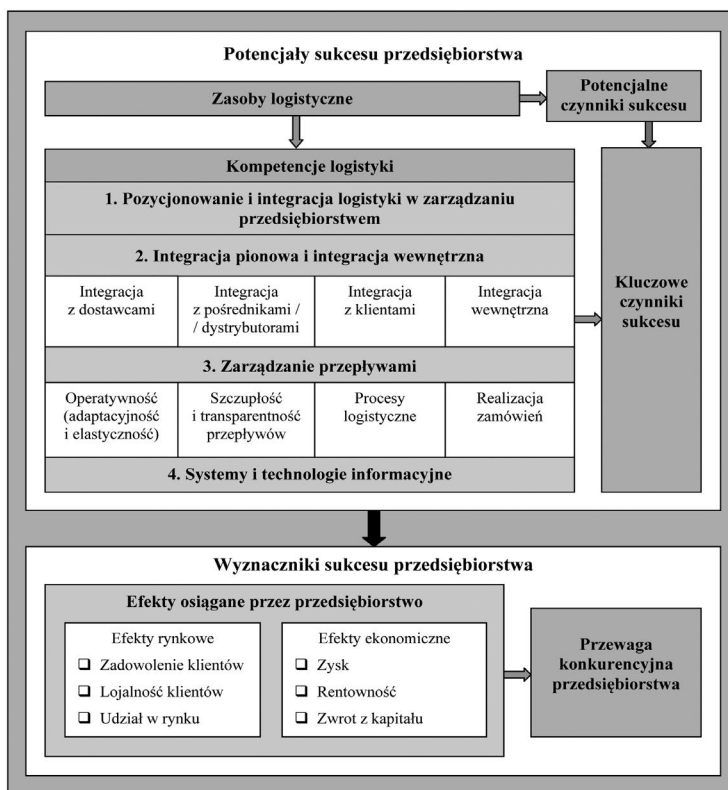 Potencjały sukcesu przedsiębiorstwa
Zasoby logistyczne
Potencjalne
czynniki sukcesu
Kompetencje logistyki
1. Pozycjonowanie i integracja logistyki w zarządzaniu
przedsiębiorstwem
2. Integracja pionowa i integracja wewnętrzna
Integracja
z dostawcami
Integracja
z pośrednikami /
/ dystrybutorami
Integracja
z klientami
Integracja
wewnętrzna
3. Zarządzanie przepływami
Operatywność
(adaptacyjność
i elastyczność)
Szczupłość
i transparentność
przepływów
Procesy
logistyczne
Realizacja
zamówień
4. Systemy i technologie informacyjne
Kluczowe
czynniki
sukcesu
Wyznaczniki sukcesu przedsiębiorstwa
Efekty osiągane przez przedsiębiorstwo
Efekty rynkowe
❑ Zadowolenie klientów
❑ Lojalność klientów
❑ Udział w rynku
Efekty ekonomiczne
❑ Zysk
❑ Rentowność
❑ Zwrot z kapitału
Przewaga
konkurencyjna
przedsiębiorstwa